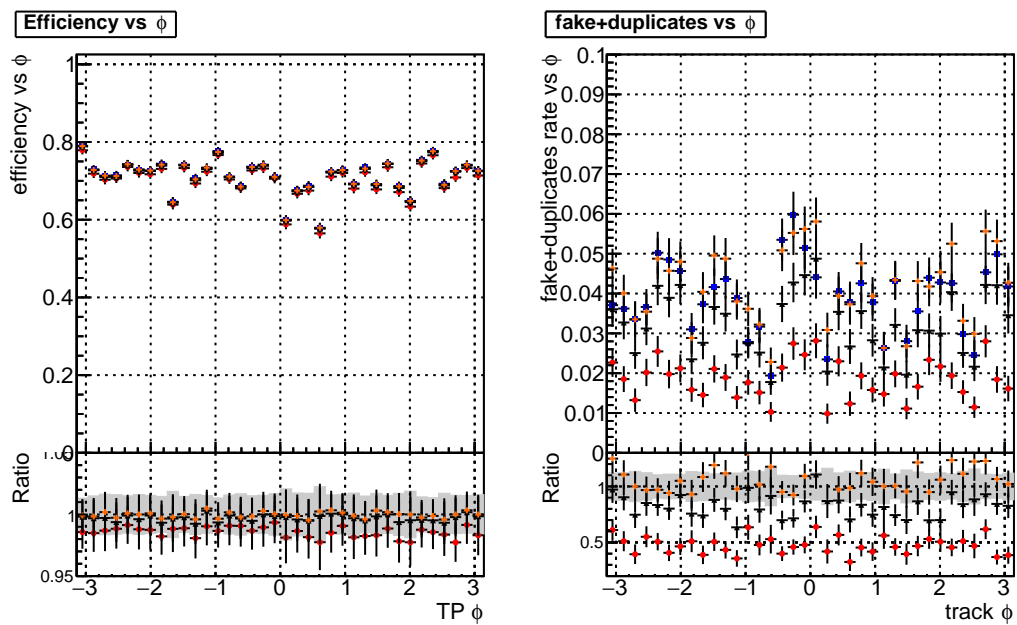 Efficiency vs ϕ
efficiency vs ϕ
1
0.8
0.6
0.4
0.2
0
Ratio
1
0.95
−3 −2 −1 0 1 2 3
TP ϕ
fake+duplicates vs ϕ
fake+duplicates rate vs ϕ
0.1
0.09
0.08
0.07
0.06
0.05
0.04
0.03
0.02
0.01
0
Ratio
1
0.5
−3 −2 −1 0 1 2 3
track ϕ